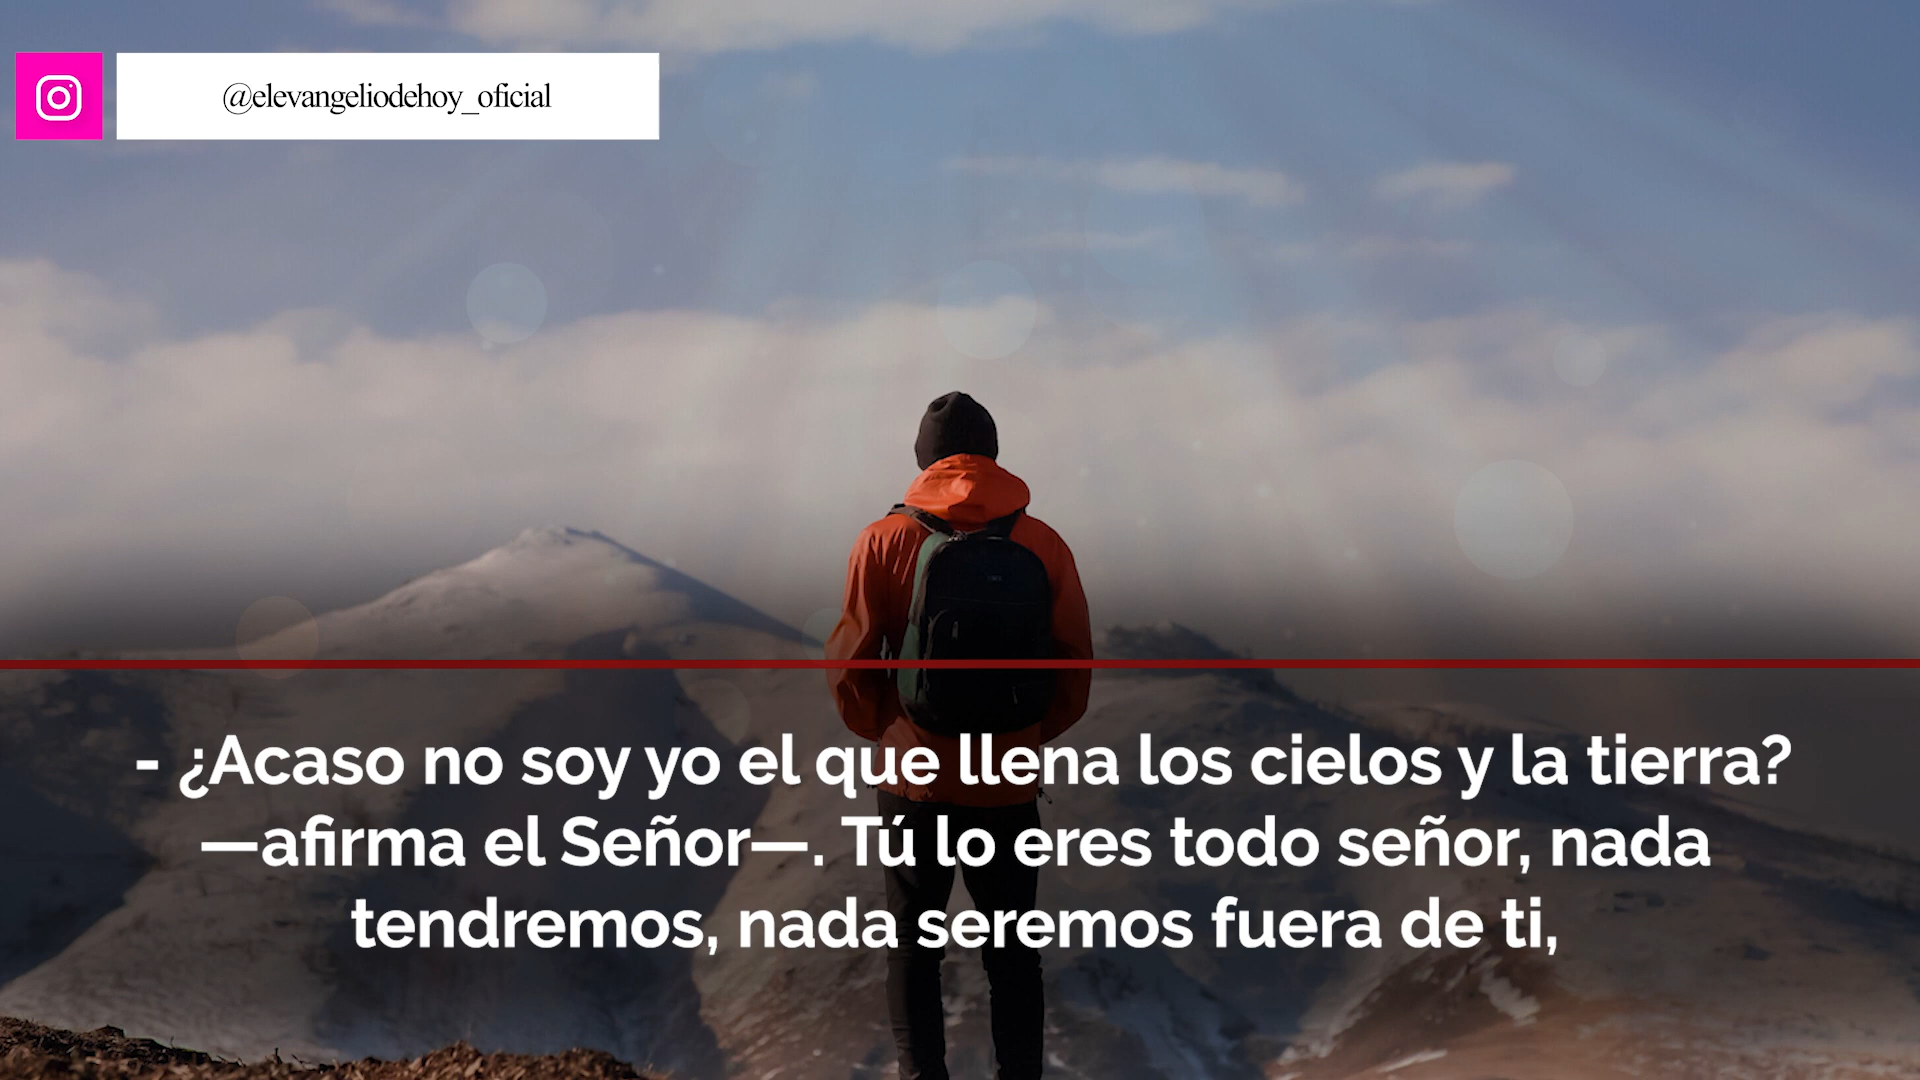 @elevangeliodehoy_oficial
- ¿Acaso no soy yo el que llena los cielos y la tierra?
—afirma el Señor—. Tú lo eres todo señor, nada
tendremos, nada seremos fuera de ti,